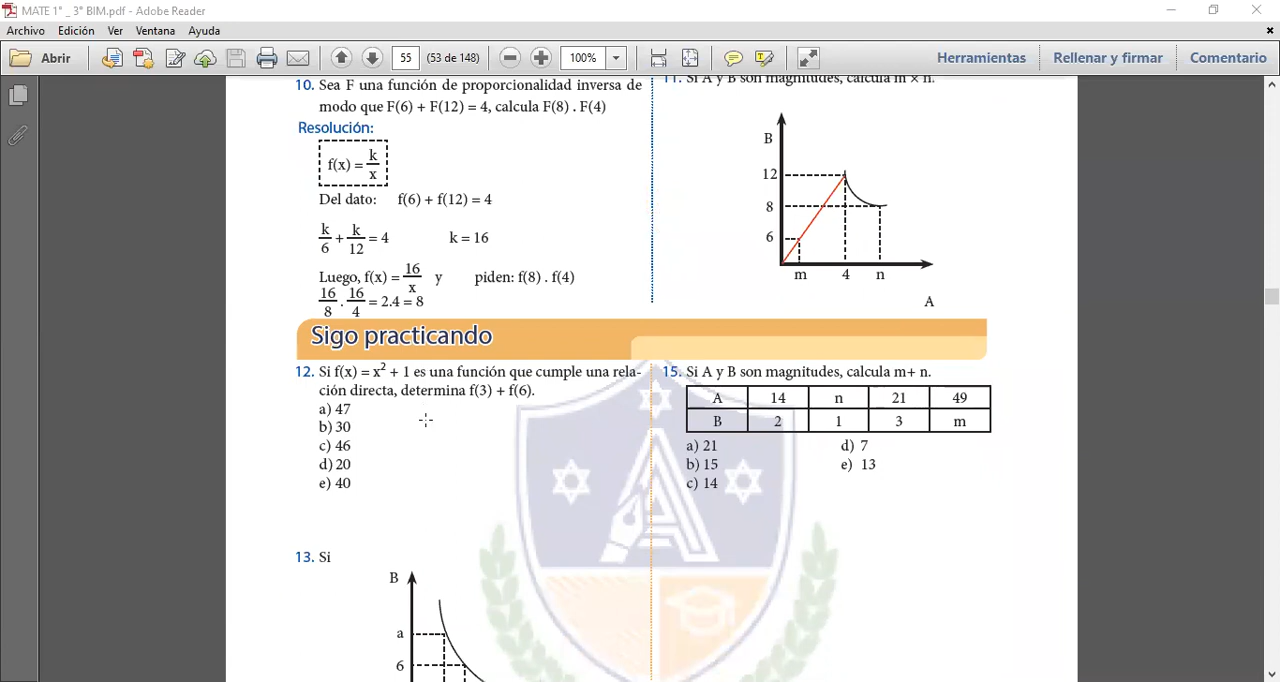 MATE 1° _ 3° BIM.pdf - Adobe Reader
Archivo Edición Ver Ventana Ayuda
Abrir 55 (53 de 148) 100% Herramientas Rellenar y firmar Comentario
10. Sea F una función de proporcionalidad inversa de
modo que F(6) + F(12) = 4, calcula F(8) . F(4)
Resolución:
f(x) = k/x
Del dato: f(6) + f(12) = 4
k/6 + k/12 = 4 k = 16
Luego, f(x) = 16/x y piden: f(8) . f(4)
16/8 . 16/4 = 2.4 = 8
11. Si A y B son magnitudes, calcula m × n.
B
12
8
6
m 4 n
A
Sigo practicando
12. Si f(x) = x² + 1 es una función que cumple una rela-
ción directa, determina f(3) + f(6).
a) 47
b) 30
c) 46
d) 20
e) 40
13. Si
B
a
6
15. Si A y B son magnitudes, calcula m+ n.
A 14 n 21 49
B 2 1 3 m
a) 21 d) 7
b) 15 e) 13
c) 14